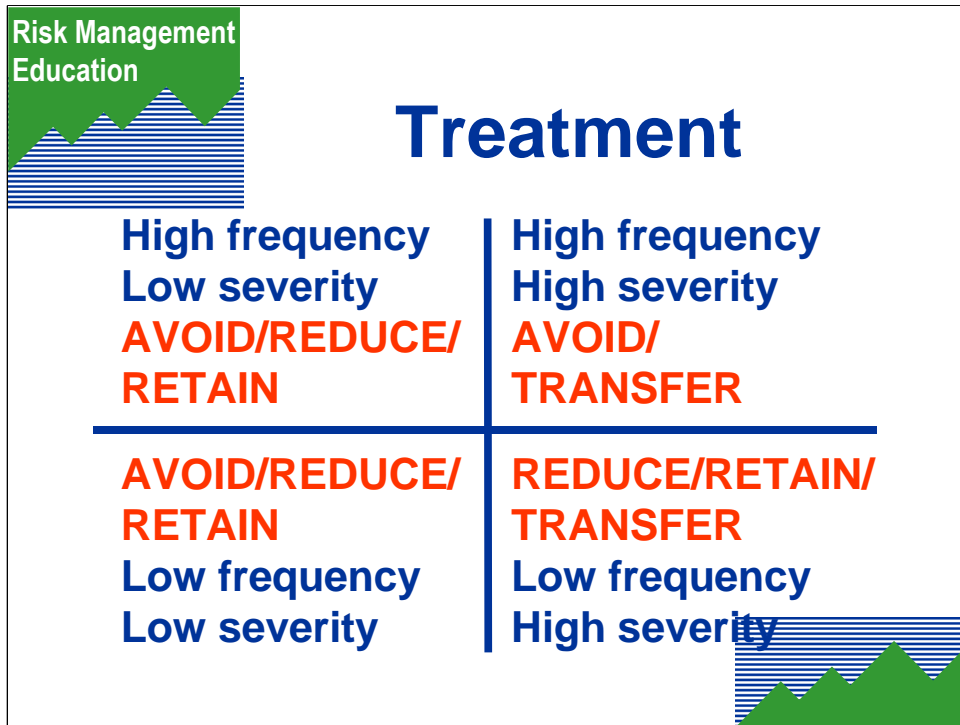 Risk Management
Education
Treatment
High frequency
Low severity
AVOID/REDUCE/
RETAIN
High frequency
High severity
AVOID/
TRANSFER
AVOID/REDUCE/
RETAIN
Low frequency
Low severity
REDUCE/RETAIN/
TRANSFER
Low frequency
High severity